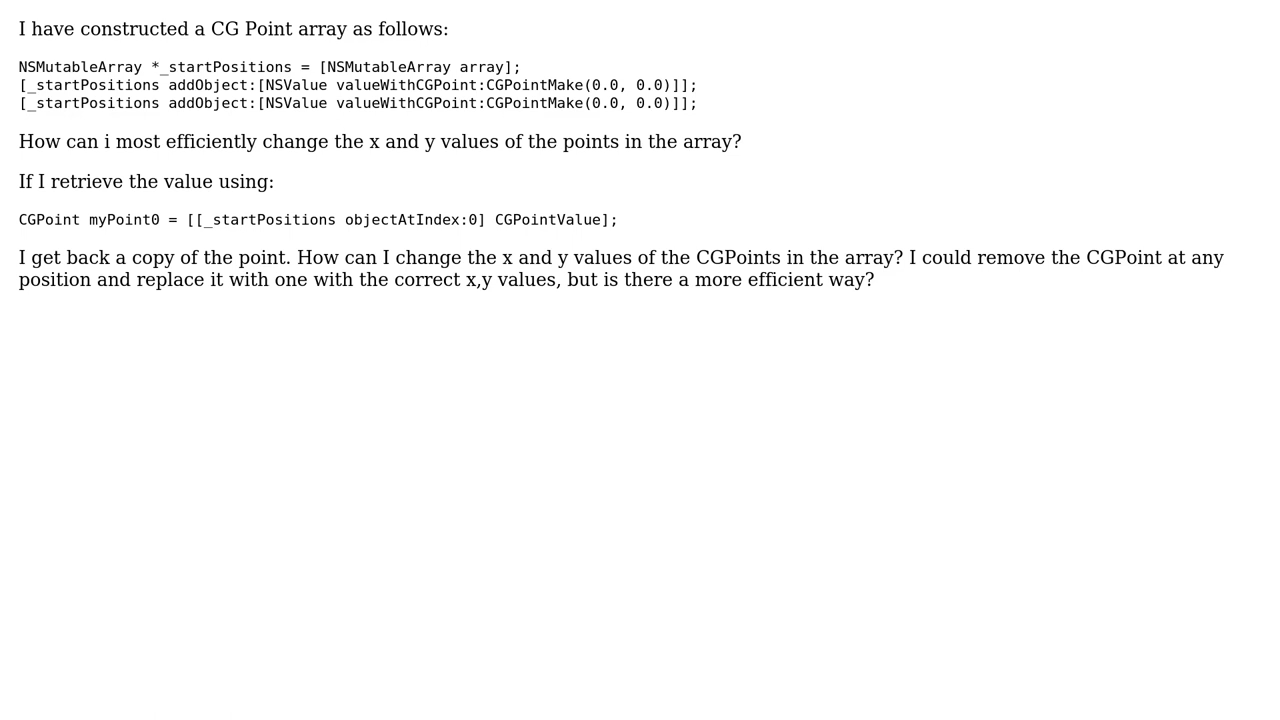 I have constructed a CG Point array as follows:
NSMutableArray *_startPositions = [NSMutableArray array];
[_startPositions addObject:[NSValue valueWithCGPoint:CGPointMake(0.0, 0.0)]];
[_startPositions addObject:[NSValue valueWithCGPoint:CGPointMake(0.0, 0.0)]];
How can i most efficiently change the x and y values of the points in the array?
If I retrieve the value using:
CGPoint myPoint0 = [[_startPositions objectAtIndex:0] CGPointValue];
I get back a copy of the point. How can I change the x and y values of the CGPoints in the array? I could remove the CGPoint at any
position and replace it with one with the correct x,y values, but is there a more efficient way?